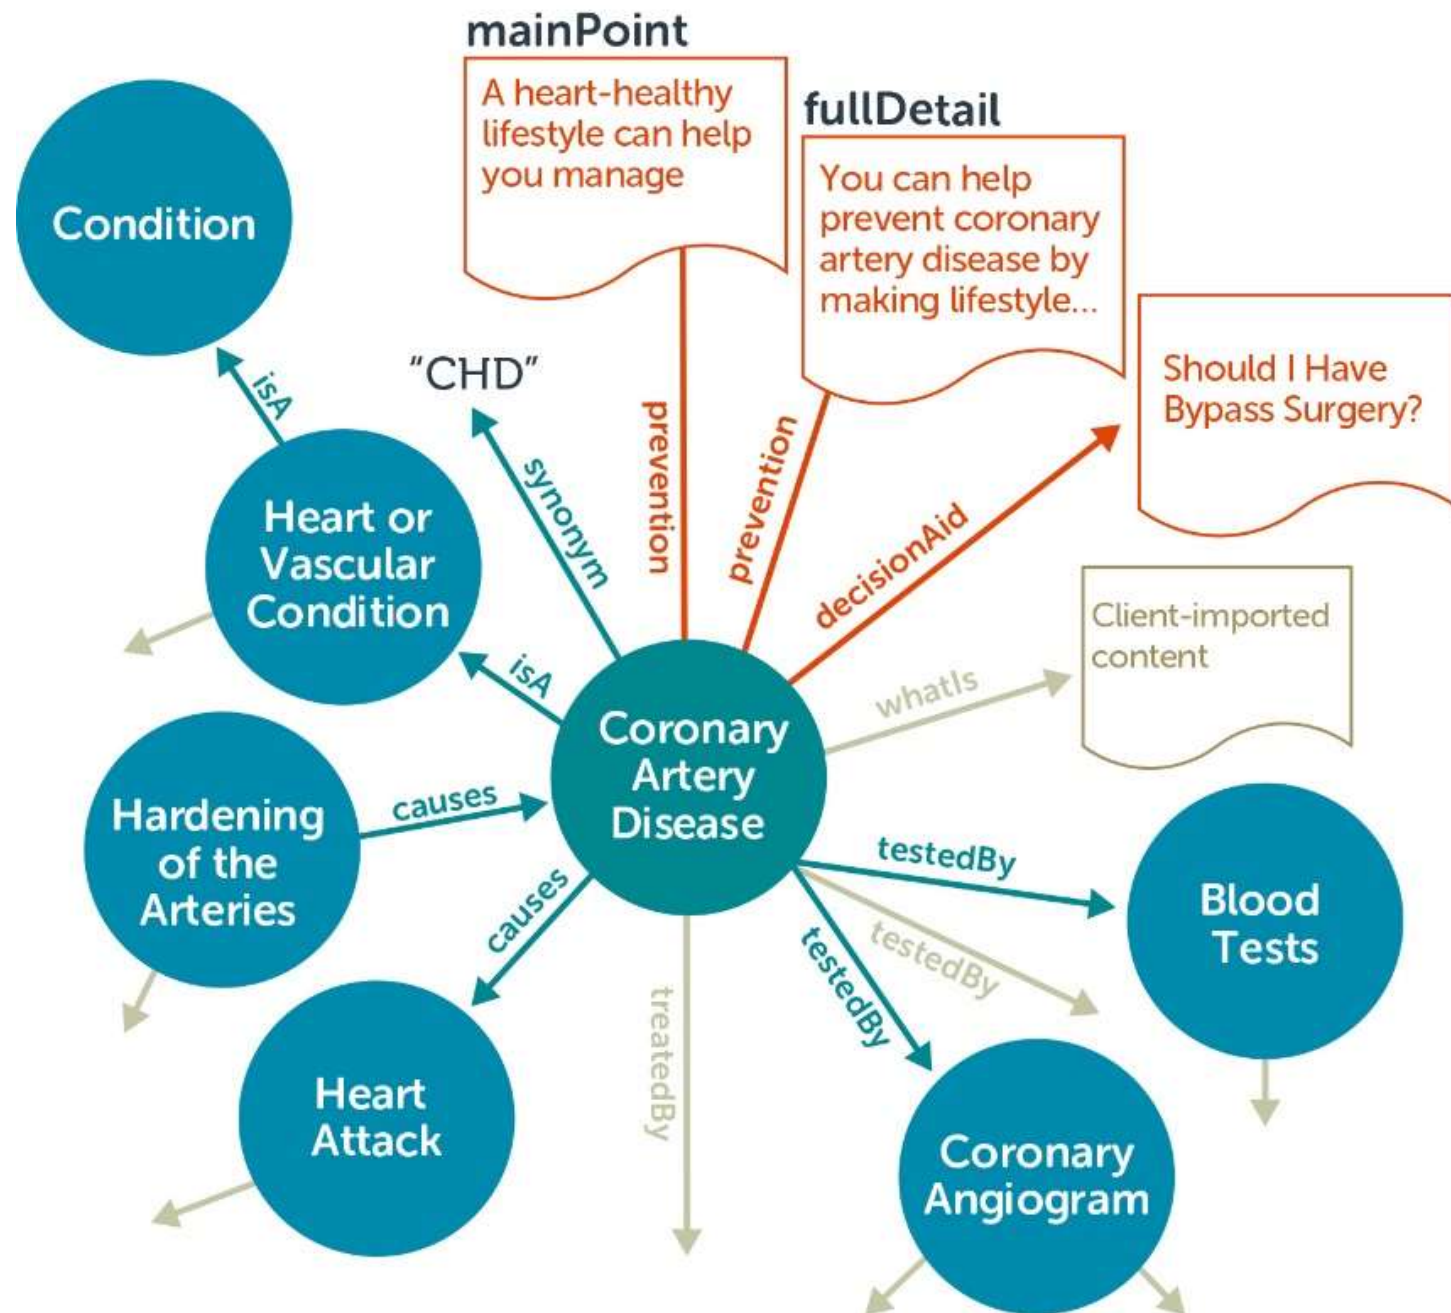 mainPoint
A heart-healthy
lifestyle can help
you manage
fullDetail
You can help
prevent coronary
artery disease by
making lifestyle...
Should I Have
Bypass Surgery?
Client-imported
content
Condition
isA
"CHD"
synonym
prevention
prevention
decisionAid
whatIs
Heart or
Vascular
Condition
isA
Coronary
Artery
Disease
Hardening
of the
Arteries
causes
causes
Heart
Attack
treatedBy
testedBy
testedBy
testedBy
Blood
Tests
Coronary
Angiogram